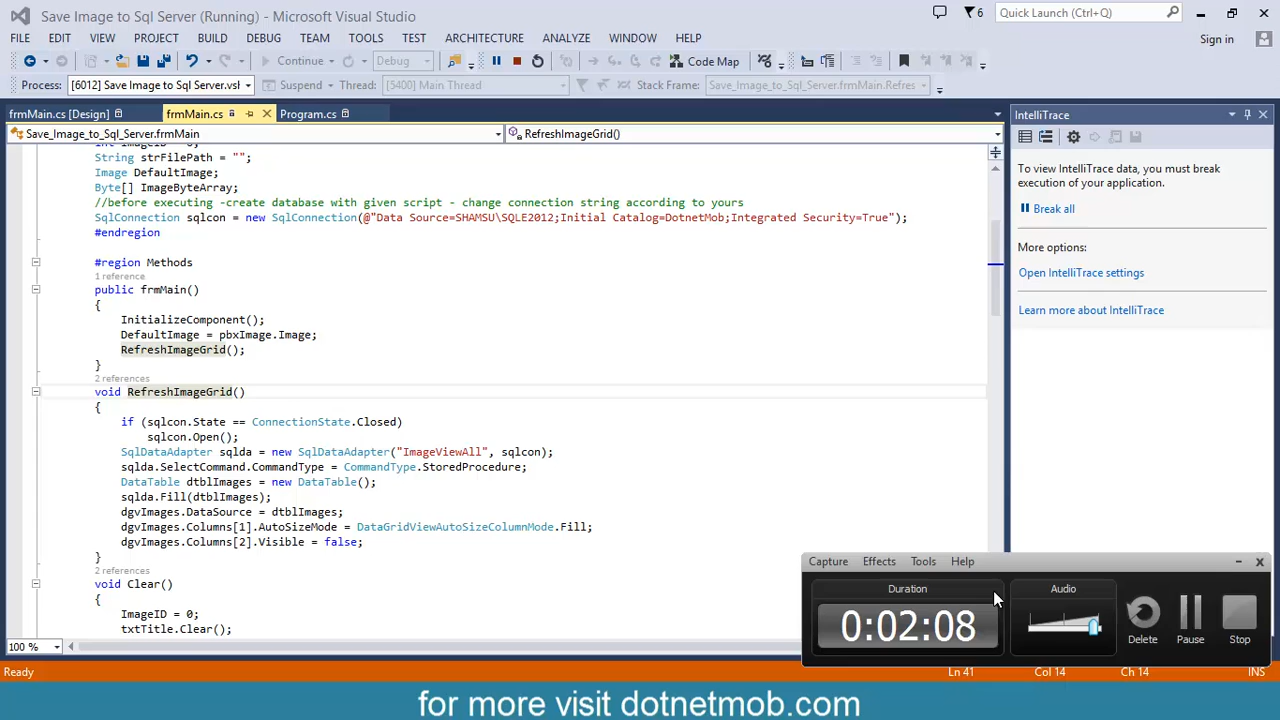 Save Image to Sql Server (Running) - Microsoft Visual Studio
6
Quick Launch (Ctrl+Q)
FILE EDIT VIEW PROJECT BUILD DEBUG TEAM TOOLS TEST ARCHITECTURE ANALYZE WINDOW HELP
Sign in
Continue
Debug
Code Map
Process: [6012] Save Image to Sql Server.vsl
Suspend
Thread: [5400] Main Thread
Stack Frame: Save_Image_to_Sql_Server.frmMain.Refres
frmMain.cs [Design]
frmMain.cs
Program.cs
Save_Image_to_Sql_Server.frmMain
RefreshImageGrid()
String strFilePath = "";
Image DefaultImage;
Byte[] ImageByteArray;
//before executing -create database with given script - change connection string according to yours
SqlConnection sqlcon = new SqlConnection(@"Data Source=SHAMSU\SQLE2012;Initial Catalog=DotnetMob;Integrated Security=True");
#endregion
#region Methods
1 reference
public frmMain()
{
InitializeComponent();
DefaultImage = pbxImage.Image;
RefreshImageGrid();
}
2 references
void RefreshImageGrid()
{
if (sqlcon.State == ConnectionState.Closed)
sqlcon.Open();
SqlDataAdapter sqlda = new SqlDataAdapter("ImageViewAll", sqlcon);
sqlda.SelectCommand.CommandType = CommandType.StoredProcedure;
DataTable dtblImages = new DataTable();
sqlda.Fill(dtblImages);
dgvImages.DataSource = dtblImages;
dgvImages.Columns[1].AutoSizeMode = DataGridViewAutoSizeColumnMode.Fill;
dgvImages.Columns[2].Visible = false;
}
2 references
void Clear()
{
ImageID = 0;
txtTitle.Clear();
100 %
IntelliTrace
To view IntelliTrace data, you must break
execution of your application.
Break all
More options:
Open IntelliTrace settings
Learn more about IntelliTrace
Capture Effects Tools Help
Duration
0:02:08
Audio
Delete
Pause
Stop
Ready
Ln 41
Col 14
Ch 14
INS
for more visit dotnetmob.com